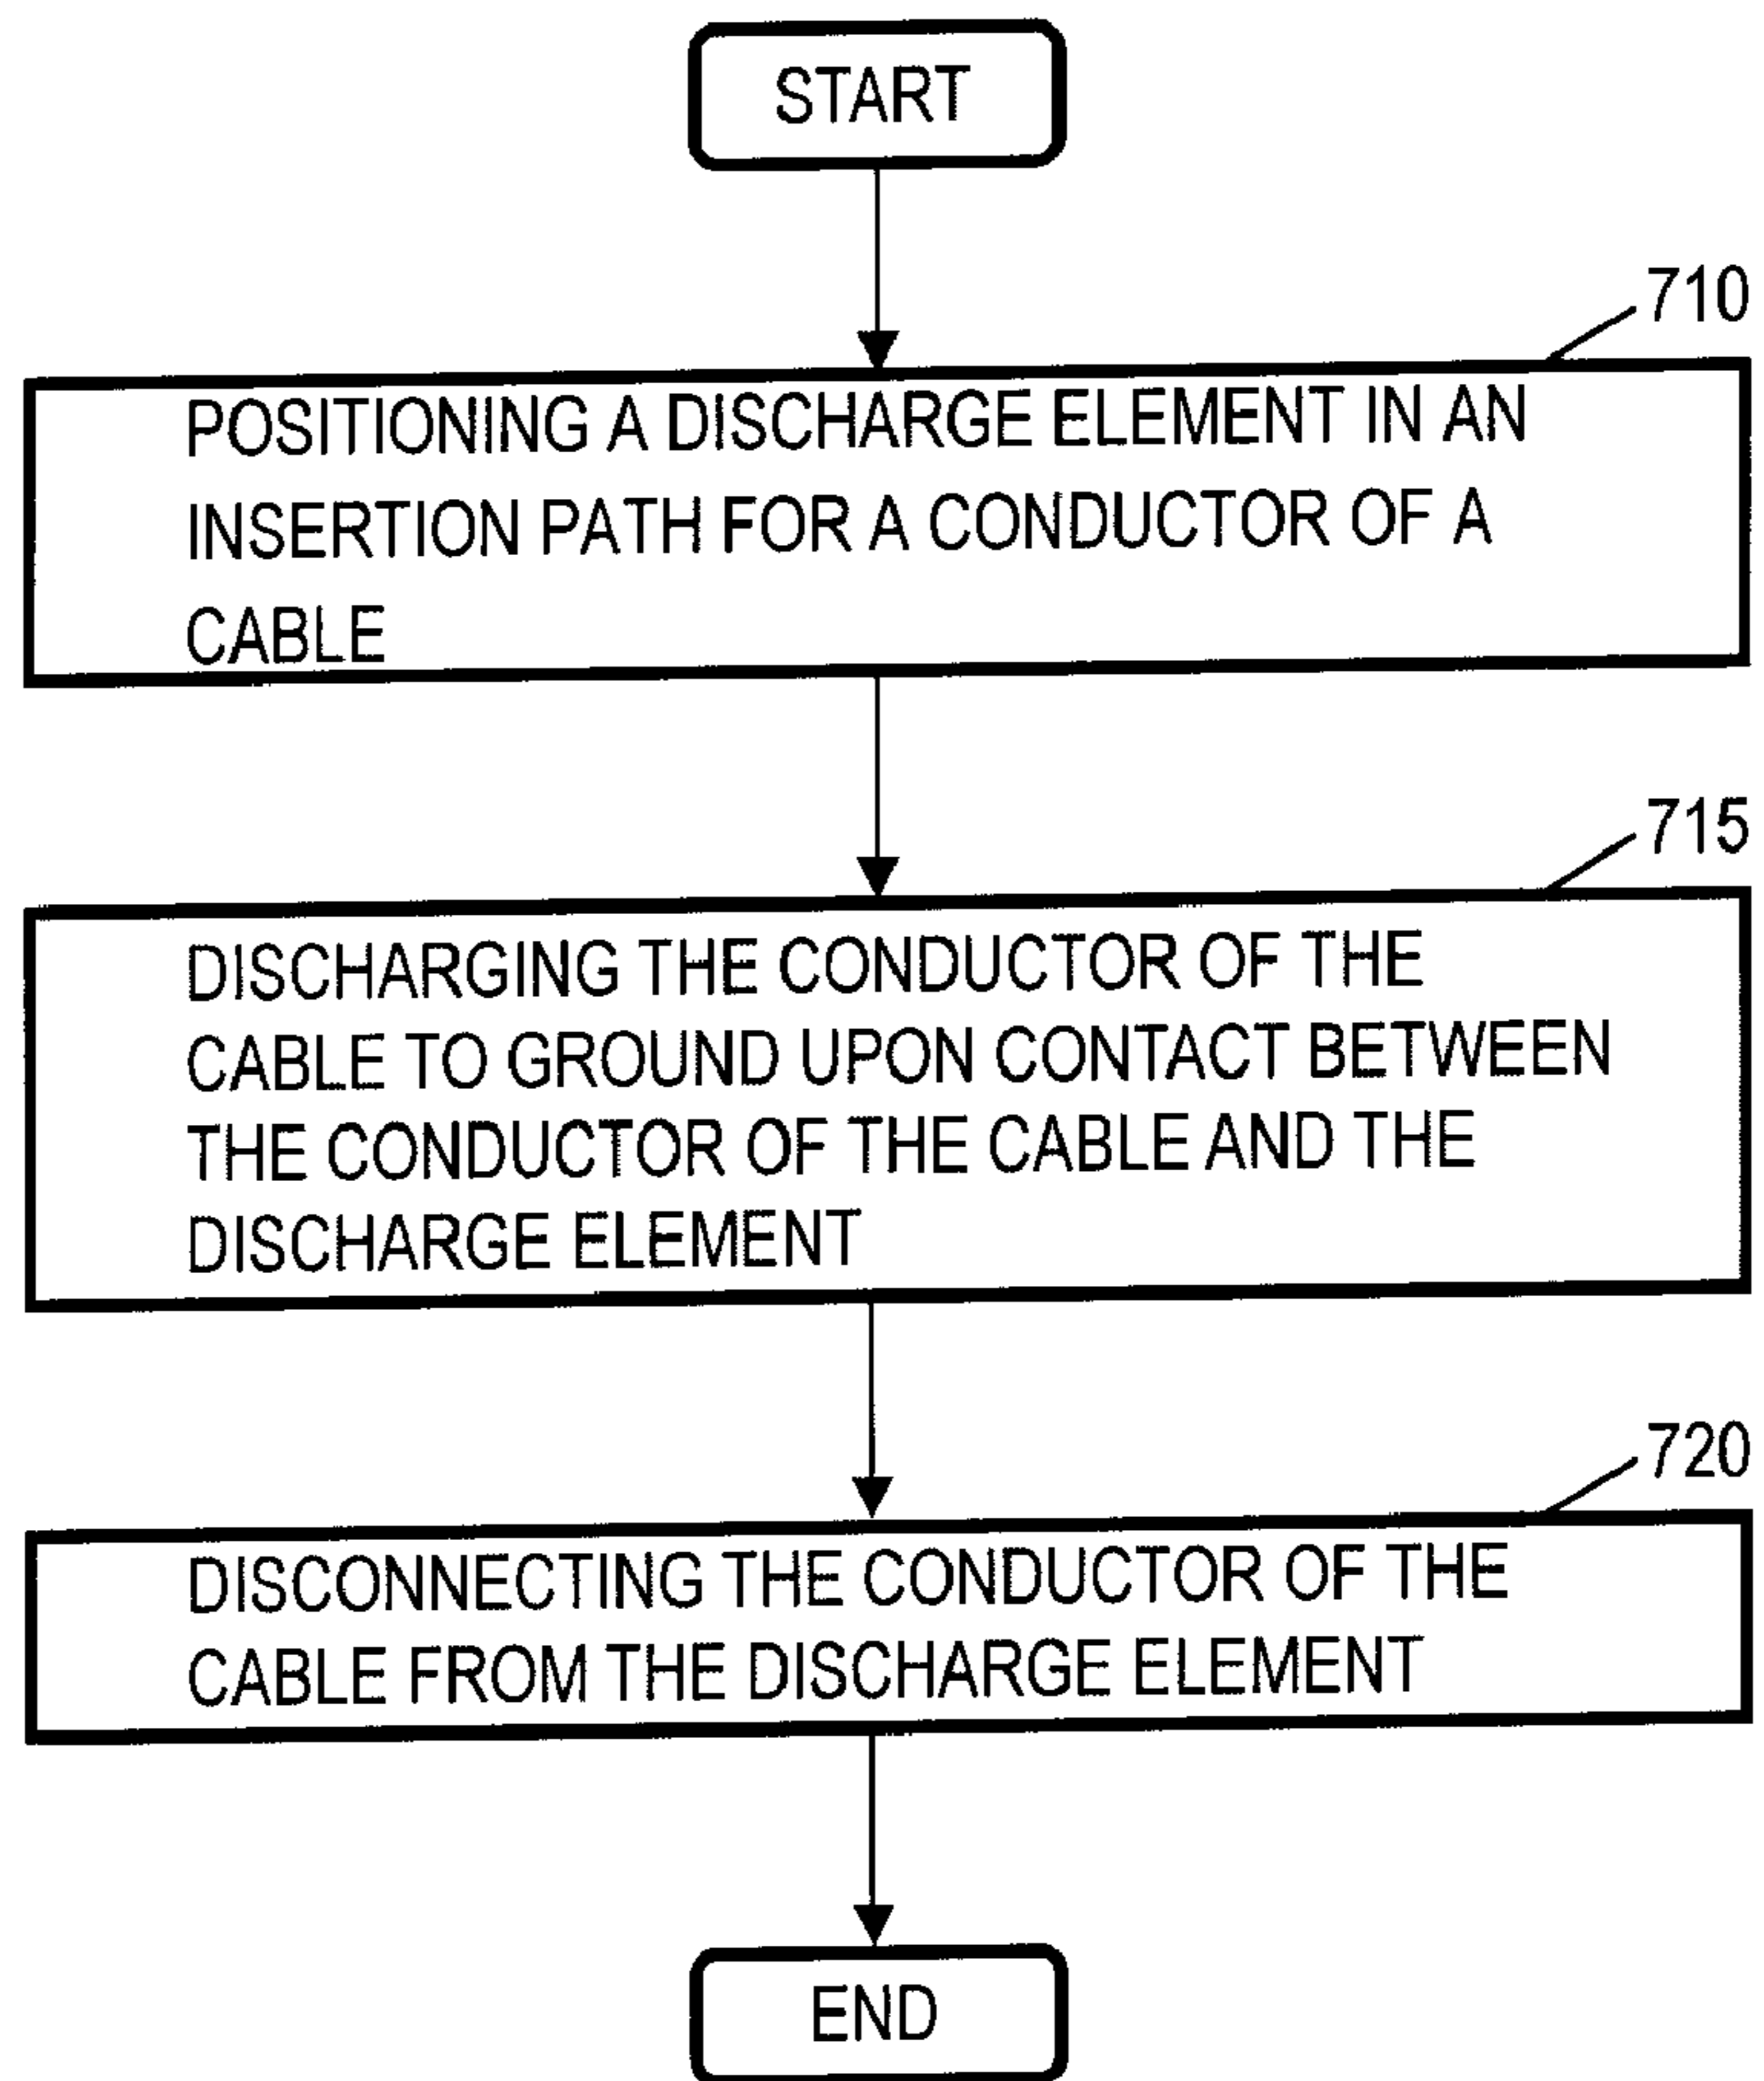 START
710
POSITIONING A DISCHARGE ELEMENT IN AN
INSERTION PATH FOR A CONDUCTOR OF A
CABLE
715
DISCHARGING THE CONDUCTOR OF THE
CABLE TO GROUND UPON CONTACT BETWEEN
THE CONDUCTOR OF THE CABLE AND THE
DISCHARGE ELEMENT
720
DISCONNECTING THE CONDUCTOR OF THE
CABLE FROM THE DISCHARGE ELEMENT
END